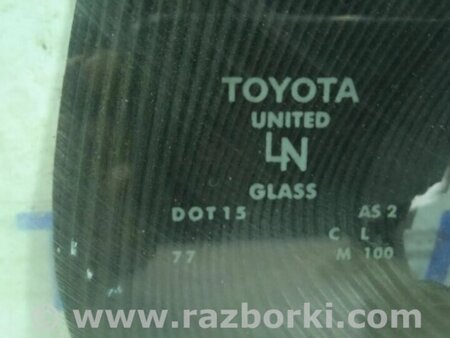 TOYOTA
UNITED
LN
GLASS
DOT 15 AS 2
C L
77 M 100
www.razborki.com